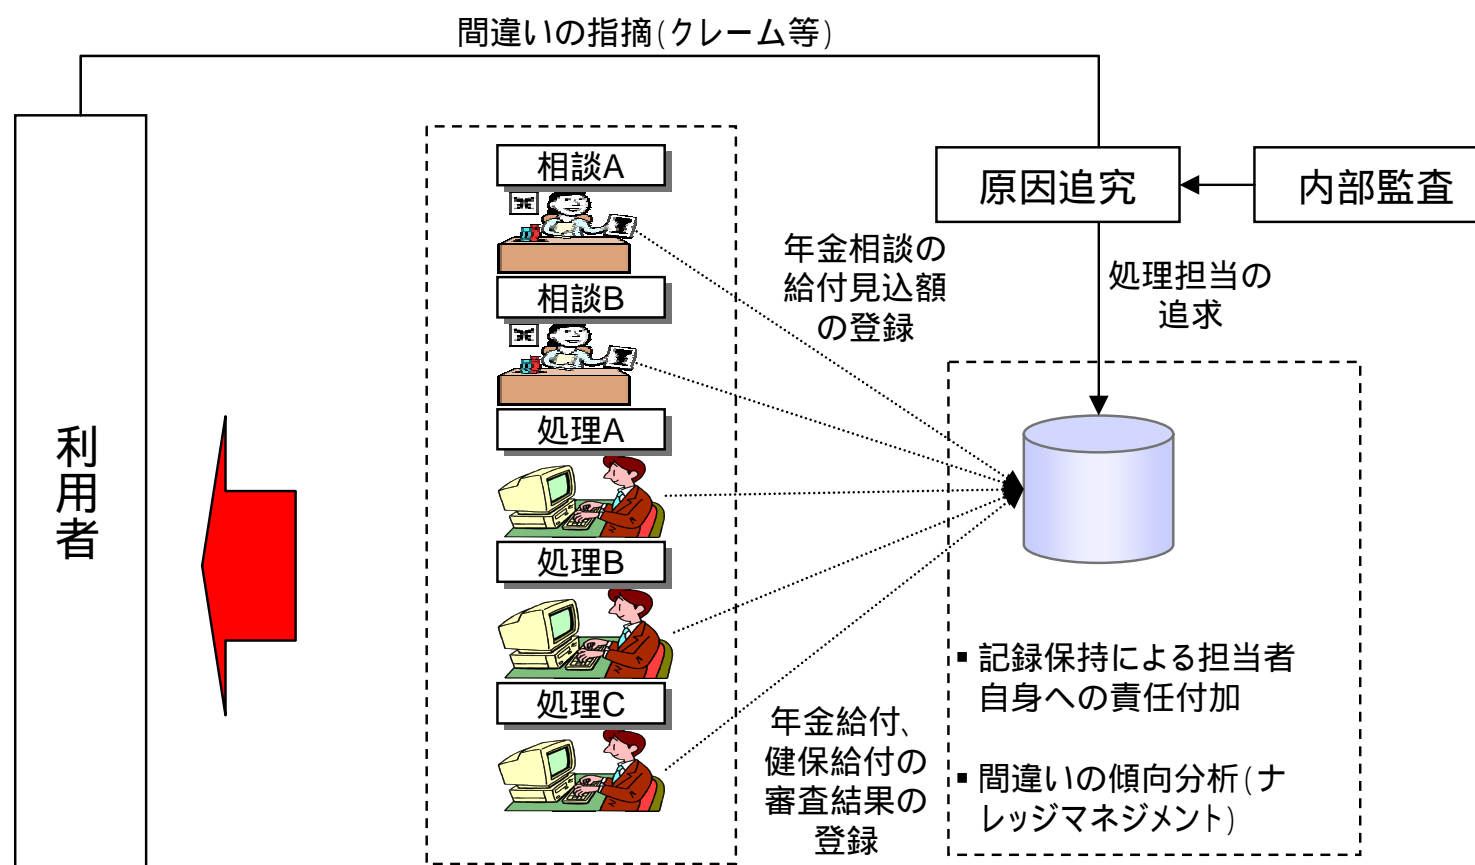 間違いの指摘(クレーム等)
利用者
相談A
相談B
処理A
処理B
処理C
原因追究
内部監査
年金相談の
給付見込額
の登録
処理担当の
追求
年金給付、
健保給付の
審査結果の
登録
▪ 記録保持による担当者
自身への責任付加
▪ 間違いの傾向分析(ナ
レッジマネジメント)